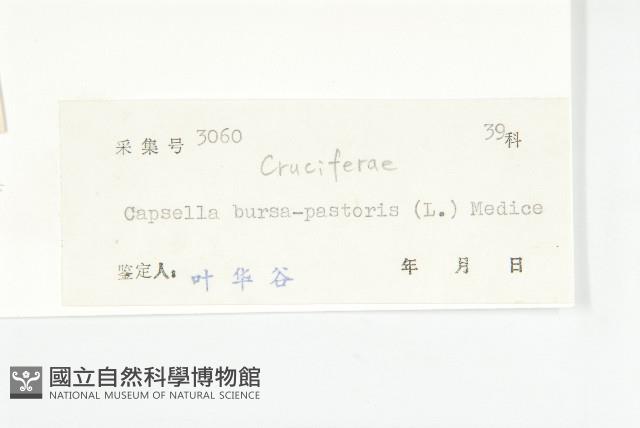 采集号 3060 39科
Cruciferae
Capsella bursa-pastoris (L.) Medice
鉴定人: 叶华谷 年 月 日
國立自然科學博物館
NATIONAL MUSEUM OF NATURAL SCIENCE